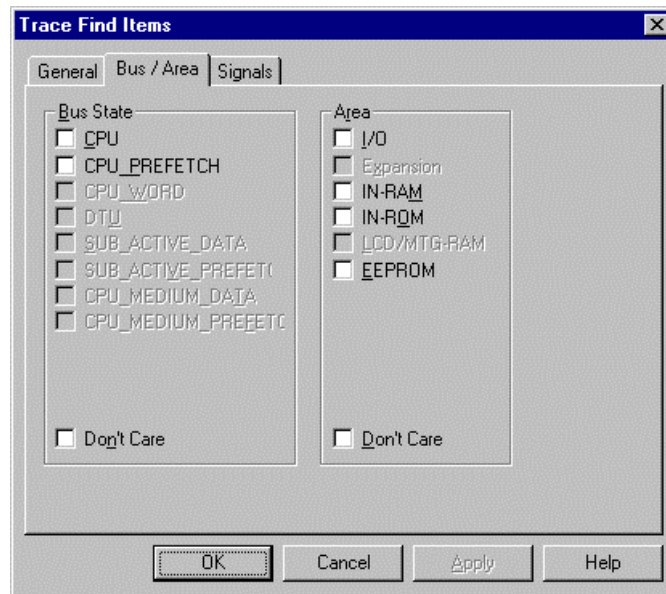 Trace Find Items
General Bus / Area Signals
Bus State
CPU
CPU_PREFETCH
CPU_WORD
DTU
SUB_ACTIVE_DATA
SUB_ACTIVE_PREFET(
CPU_MEDIUM_DATA
CPU_MEDIUM_PREFETC
Don't Care
Area
I/O
Expansion
IN-RAM
IN-ROM
LCD/MTG-RAM
EEPROM
Don't Care
OK Cancel Apply Help